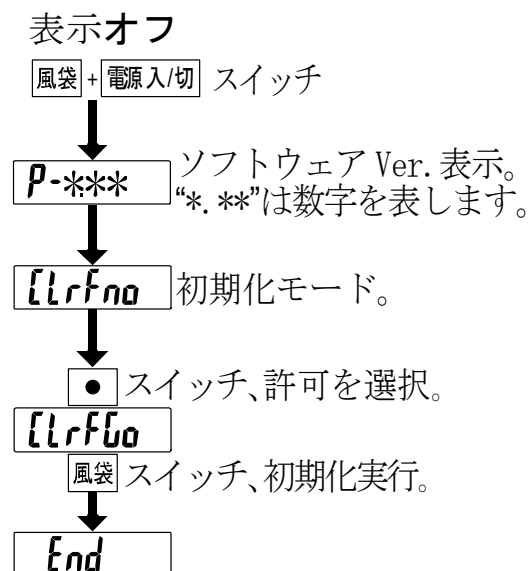 表示オフ
風袋 + 電源入/切 スイッチ
P-*.** ソフトウェア Ver. 表示。
“*. **”は数字を表します。
CLrFno 初期化モード。
● スイッチ、許可を選択。
CLrFGo
風袋 スイッチ、初期化実行。
End